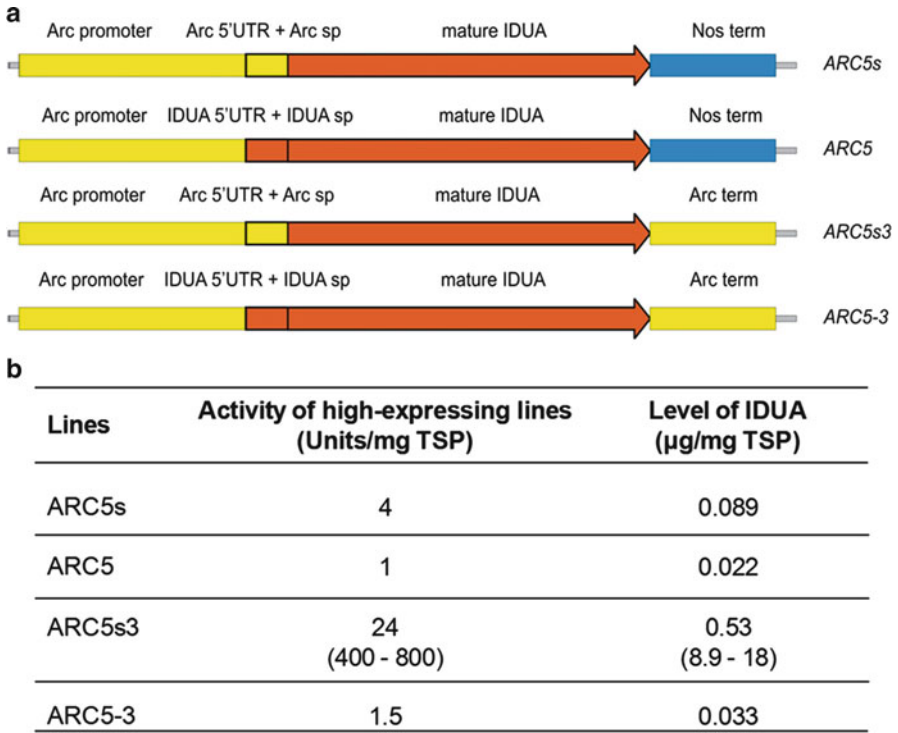 a
Arc promoter Arc 5'UTR + Arc sp mature IDUA Nos term
ARC5s
Arc promoter IDUA 5'UTR + IDUA sp mature IDUA Nos term
ARC5
Arc promoter Arc 5'UTR + Arc sp mature IDUA Arc term
ARC5s3
Arc promoter IDUA 5'UTR + IDUA sp mature IDUA Arc term
ARC5-3
b
Lines Activity of high-expressing lines Level of IDUA
(Units/mg TSP) (µg/mg TSP)
ARC5s 4 0.089
ARC5 1 0.022
ARC5s3 24 0.53
(400 - 800) (8.9 - 18)
ARC5-3 1.5 0.033